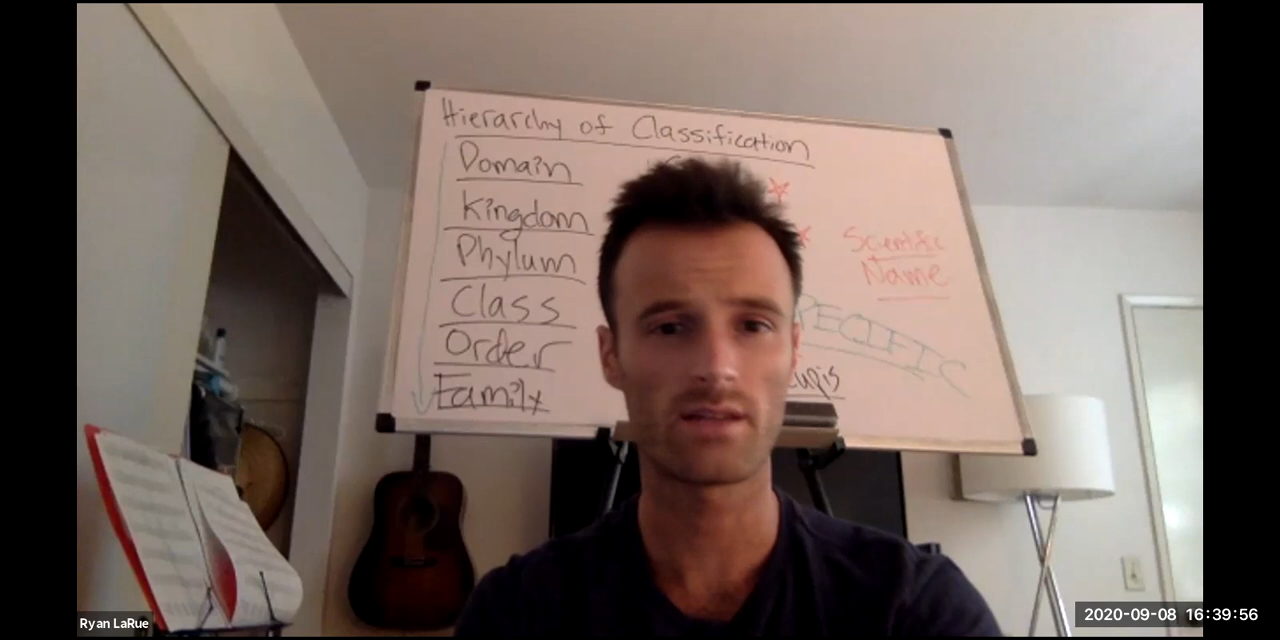 Hierarchy of Classification
Domain
Kingdom
Phylum
Class
Order
Family
Scientific
Name
Ryan LaRue
2020-09-08 16:39:56